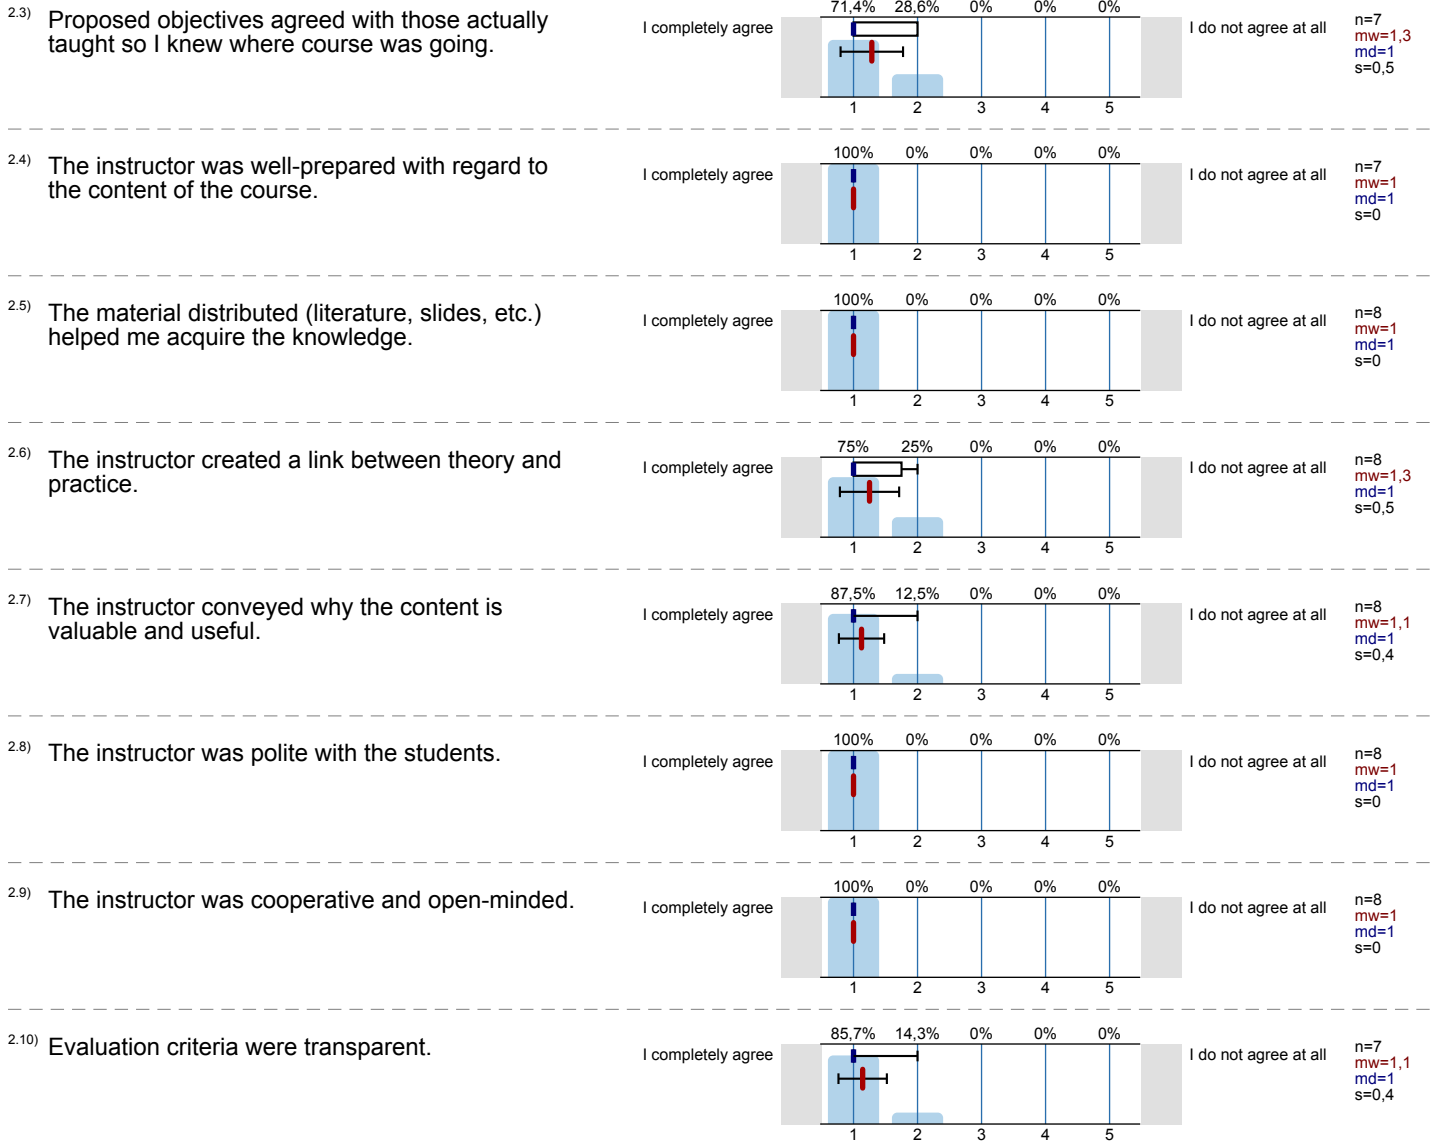 2.3) Proposed objectives agreed with those actually
taught so I knew where course was going.
I completely agree
71,4% 28,6% 0% 0% 0%
1 2 3 4 5
I do not agree at all
n=7
mw=1,3
md=1
s=0,5
2.4) The instructor was well-prepared with regard to
the content of the course.
I completely agree
100% 0% 0% 0% 0%
1 2 3 4 5
I do not agree at all
n=7
mw=1
md=1
s=0
2.5) The material distributed (literature, slides, etc.)
helped me acquire the knowledge.
I completely agree
100% 0% 0% 0% 0%
1 2 3 4 5
I do not agree at all
n=8
mw=1
md=1
s=0
2.6) The instructor created a link between theory and
practice.
I completely agree
75% 25% 0% 0% 0%
1 2 3 4 5
I do not agree at all
n=8
mw=1,3
md=1
s=0,5
2.7) The instructor conveyed why the content is
valuable and useful.
I completely agree
87,5% 12,5% 0% 0% 0%
1 2 3 4 5
I do not agree at all
n=8
mw=1,1
md=1
s=0,4
2.8) The instructor was polite with the students.
I completely agree
100% 0% 0% 0% 0%
1 2 3 4 5
I do not agree at all
n=8
mw=1
md=1
s=0
2.9) The instructor was cooperative and open-minded.
I completely agree
100% 0% 0% 0% 0%
1 2 3 4 5
I do not agree at all
n=8
mw=1
md=1
s=0
2.10) Evaluation criteria were transparent.
I completely agree
85,7% 14,3% 0% 0% 0%
1 2 3 4 5
I do not agree at all
n=7
mw=1,1
md=1
s=0,4